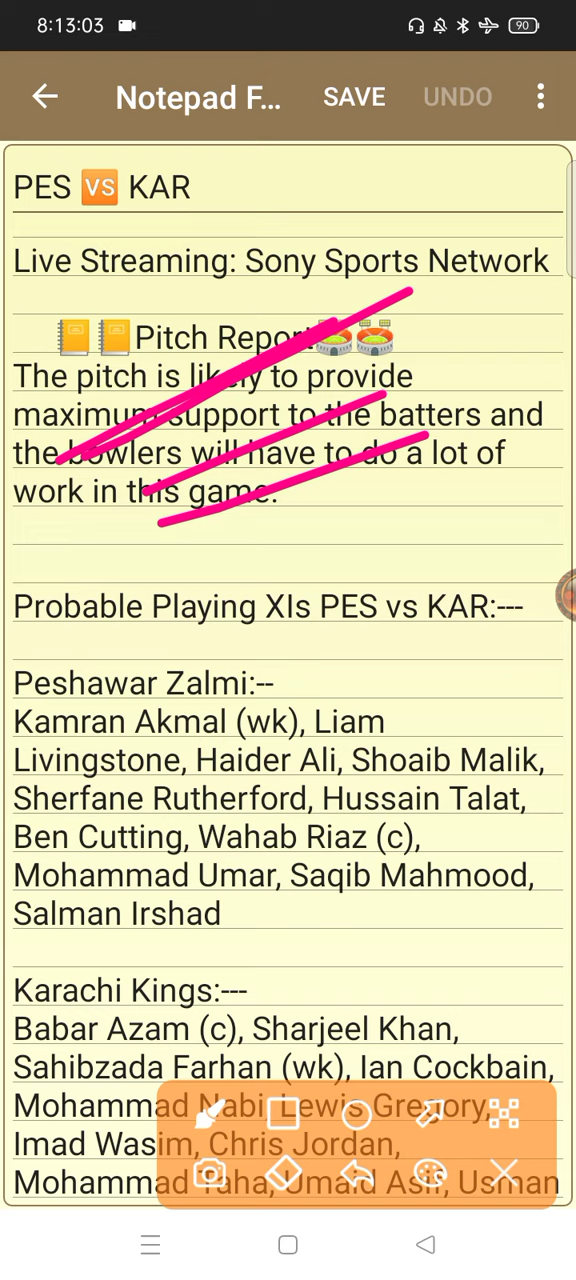 8:13:03
90
Notepad F... SAVE UNDO
PES VS KAR
Live Streaming: Sony Sports Network
Pitch Report
The pitch is likely to provide
maximum support to the batters and
the bowlers will have to do a lot of
work in this game.
Probable Playing XIs PES vs KAR:---
Peshawar Zalmi:--
Kamran Akmal (wk), Liam
Livingstone, Haider Ali, Shoaib Malik,
Sherfane Rutherford, Hussain Talat,
Ben Cutting, Wahab Riaz (c),
Mohammad Umar, Saqib Mahmood,
Salman Irshad
Karachi Kings:---
Babar Azam (c), Sharjeel Khan,
Sahibzada Farhan (wk), Ian Cockbain,
Mohammad Nabi, Lewis Gregory,
Imad Wasim, Chris Jordan,
Mohammad Taha, Umaid Asif, Usman